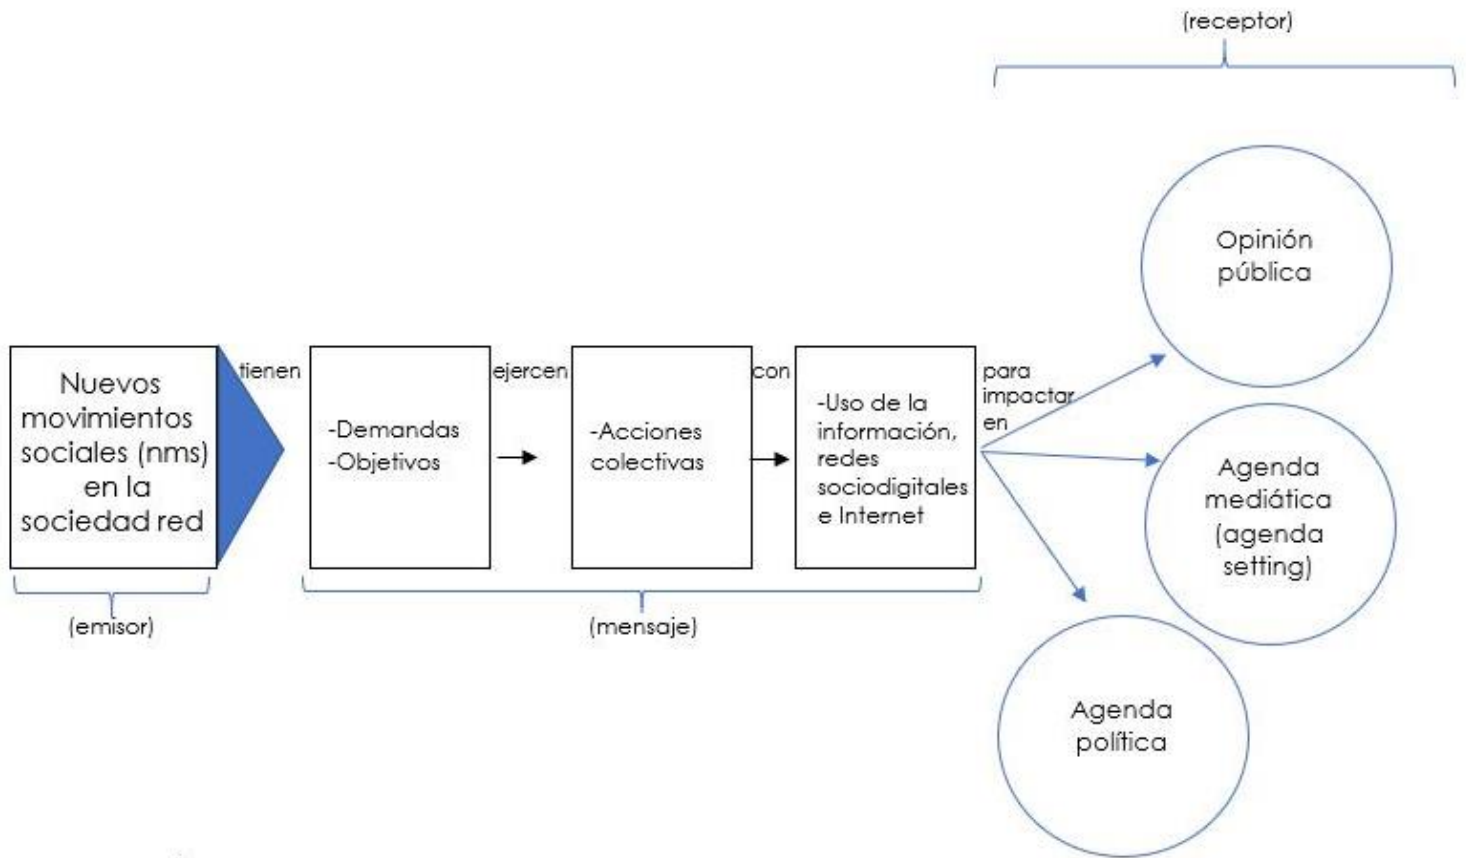 (receptor)
Opinión
pública
Nuevos
movimientos
sociales (nms)
en la
sociedad red
tienen
-Demandas
-Objetivos
ejercen
-Acciones
colectivas
con
-Uso de la
información,
redes
sociodigitales
e Internet
para
impactar
en
Agenda
mediática
(agenda
setting)
(emisor)
(mensaje)
Agenda
política